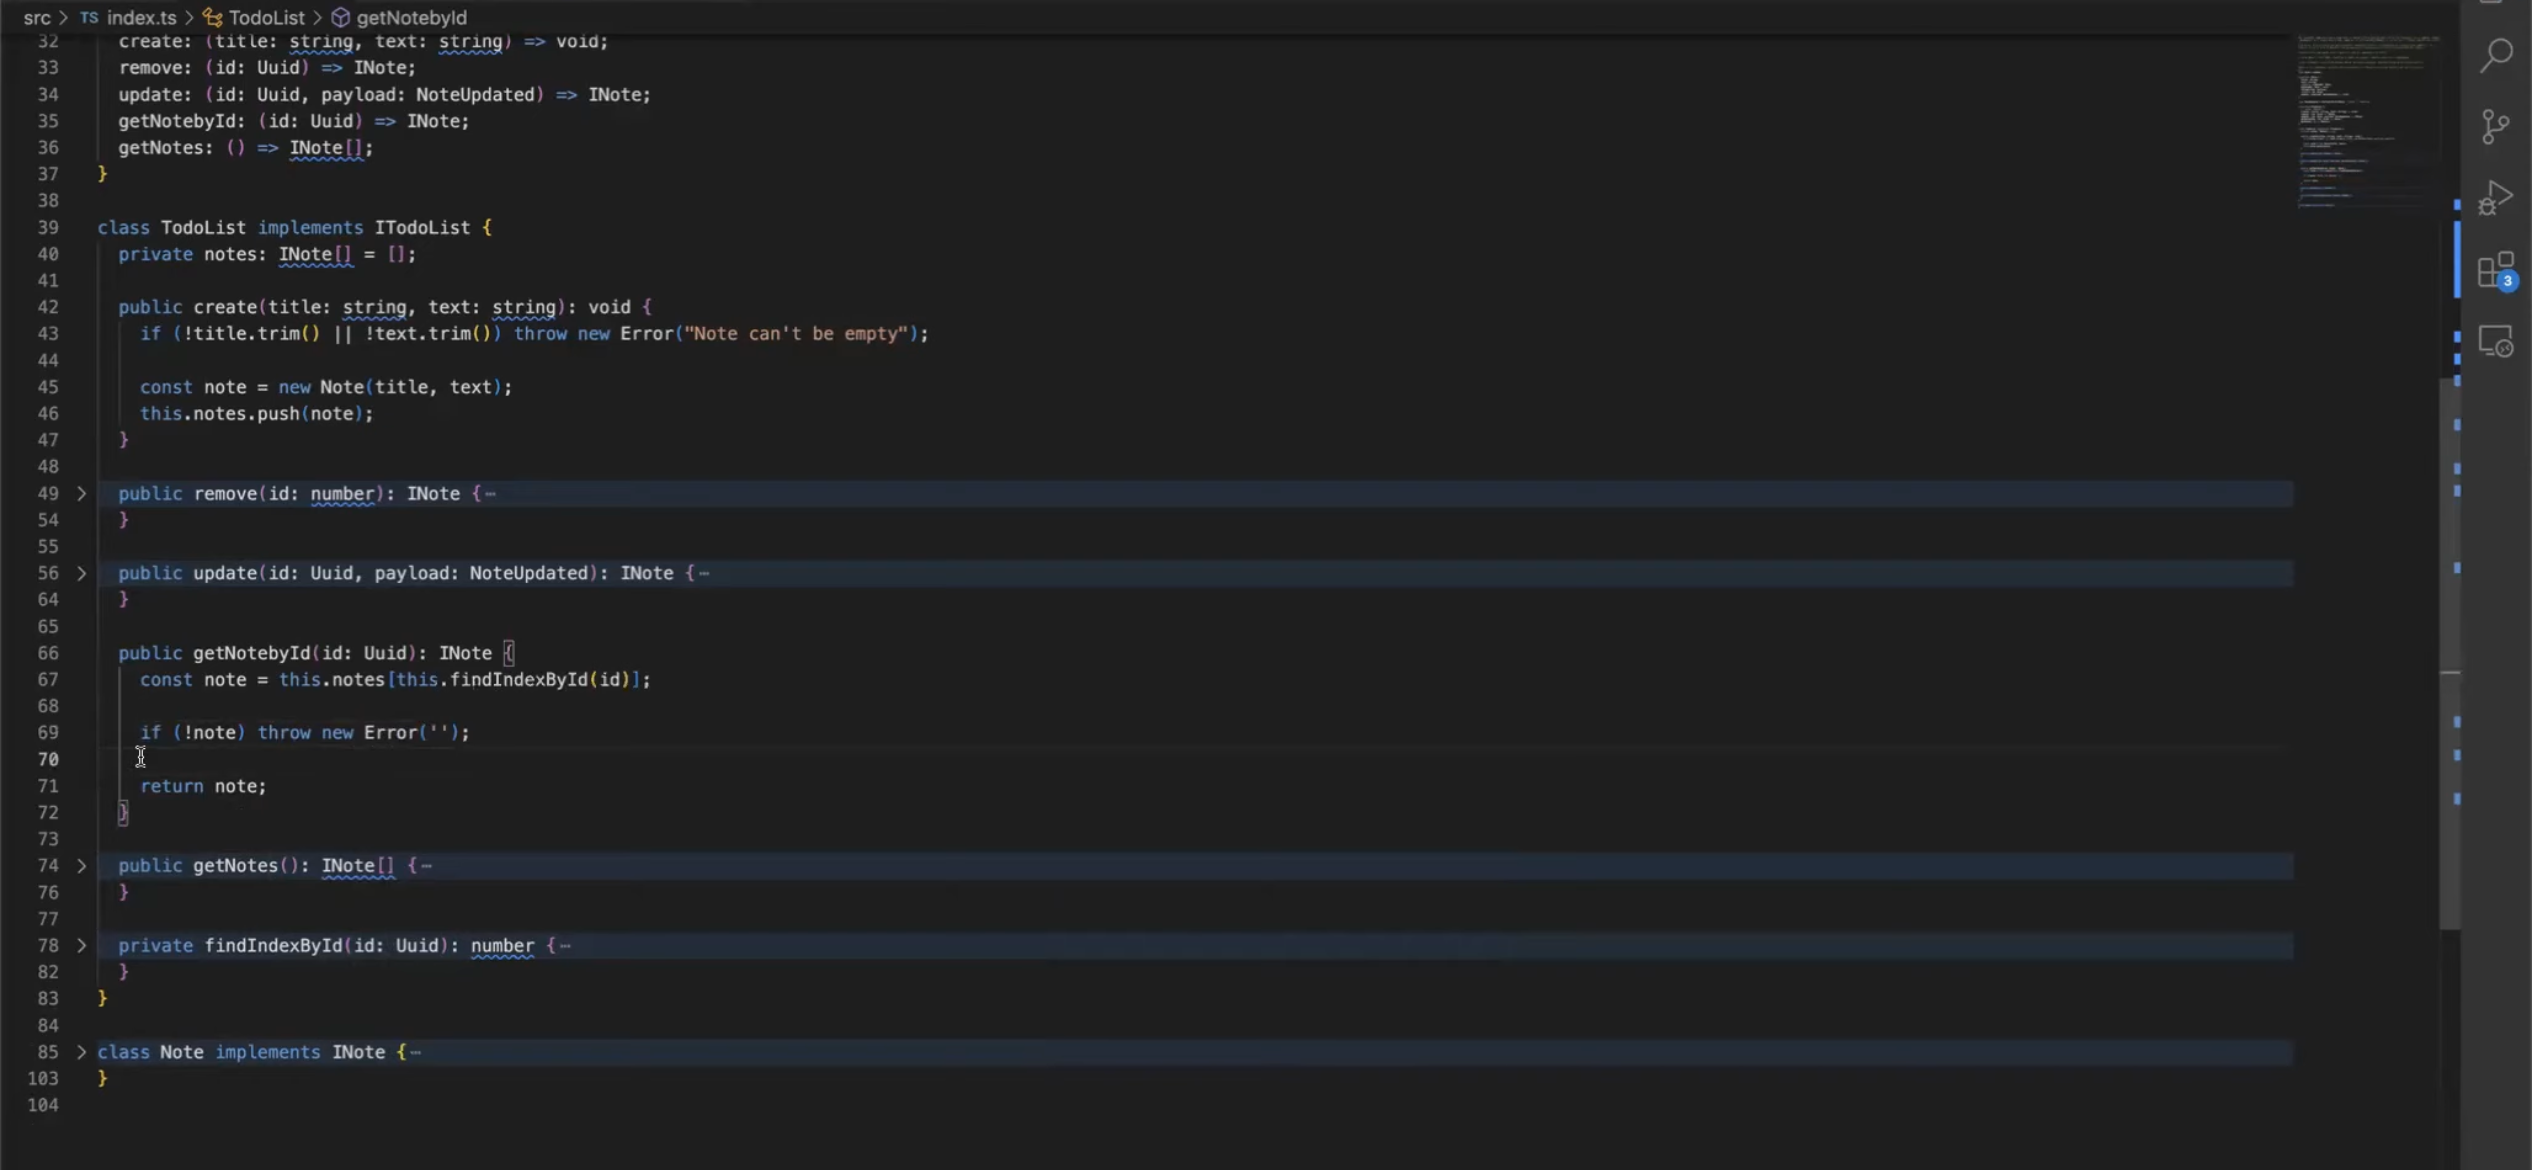 src > TS index.ts > TodoList > getNotebyId
32 create: (title: string, text: string) => void;
33 remove: (id: Uuid) => INote;
34 update: (id: Uuid, payload: NoteUpdated) => INote;
35 getNotebyId: (id: Uuid) => INote;
36 getNotes: () => INote[];
37 }
38
39 class TodoList implements ITodoList {
40 private notes: INote[] = [];
41
42 public create(title: string, text: string): void {
43 if (!title.trim() || !text.trim()) throw new Error("Note can't be empty");
44
45 const note = new Note(title, text);
46 this.notes.push(note);
47 }
48
49 > public remove(id: number): INote {⋯
54 }
55
56 > public update(id: Uuid, payload: NoteUpdated): INote {⋯
64 }
65
66 public getNotebyId(id: Uuid): INote {
67 const note = this.notes[this.findIndexById(id)];
68
69 if (!note) throw new Error('');
70
71 return note;
72 }
73
74 > public getNotes(): INote[] {⋯
76 }
77
78 > private findIndexById(id: Uuid): number {⋯
82 }
83 }
84
85 > class Note implements INote {⋯
103 }
104
3